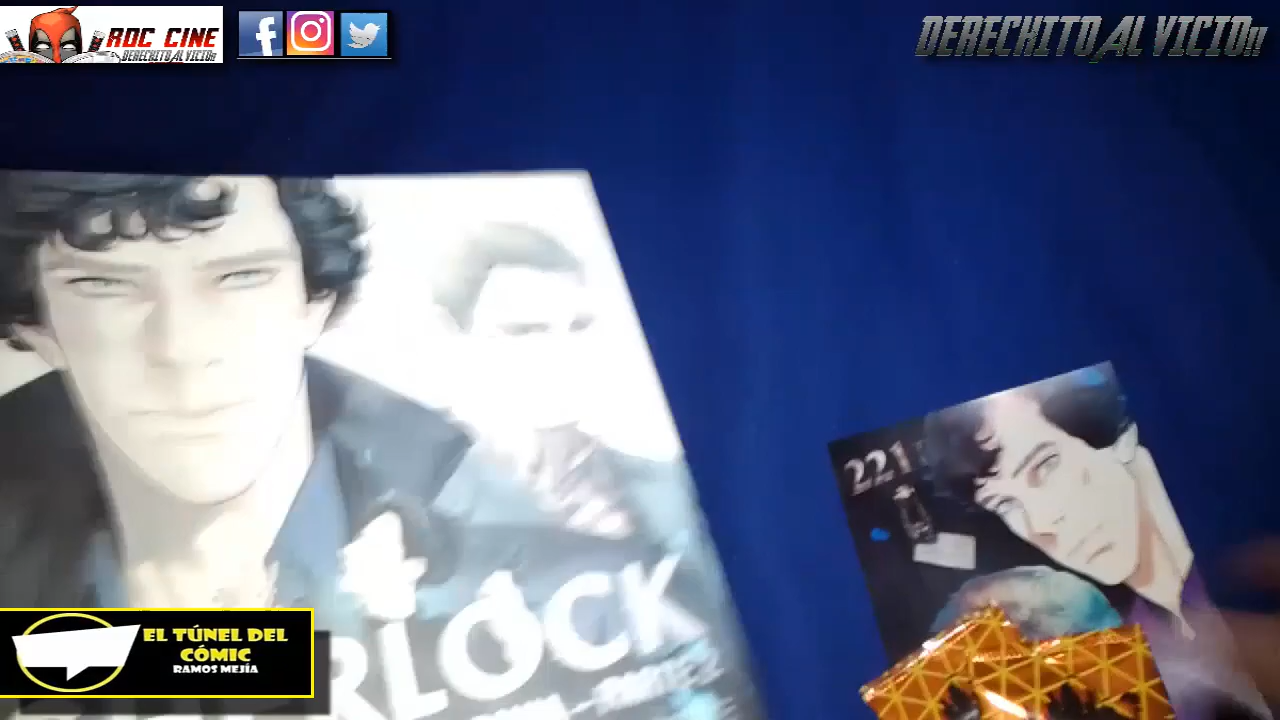 ROC CINE
DERECHITO AL VICIO!!
f
DERECHITO AL VICIO!!
221
RLOCK
EL TÚNEL DEL
CÓMIC
RAMOS MEJÍA